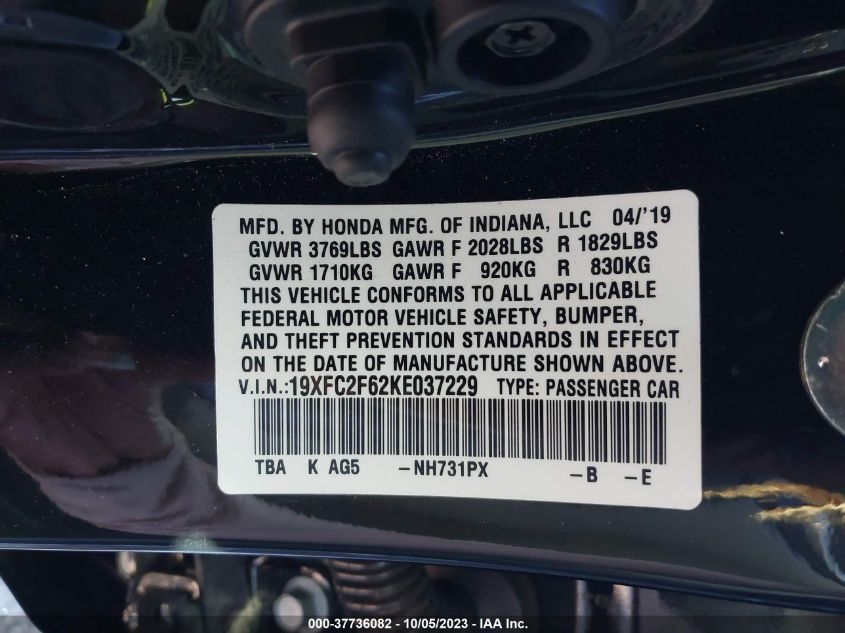 MFD. BY HONDA MFG. OF INDIANA, LLC 04/'19
GVWR 3769LBS GAWR F 2028LBS R 1829LBS
GVWR 1710KG GAWR F 920KG R 830KG
THIS VEHICLE CONFORMS TO ALL APPLICABLE
FEDERAL MOTOR VEHICLE SAFETY, BUMPER,
AND THEFT PREVENTION STANDARDS IN EFFECT
ON THE DATE OF MANUFACTURE SHOWN ABOVE.
V.I.N.:19XFC2F62KE037229 TYPE: PASSENGER CAR
TBA K AG5 -NH731PX -B -E
000-37736082 - 10/05/2023 - IAA Inc.